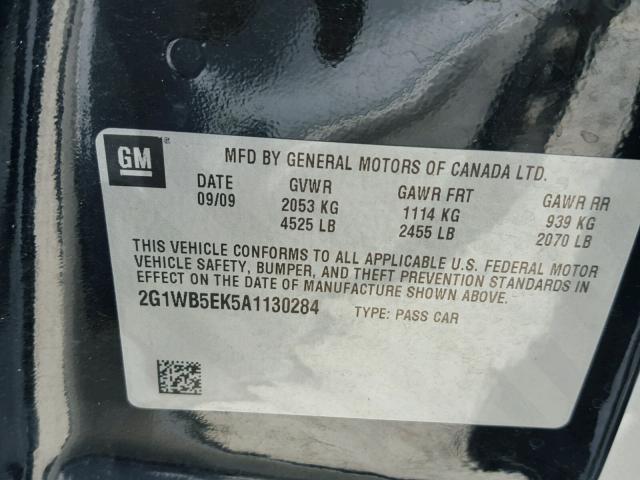 GM
MFD BY GENERAL MOTORS OF CANADA LTD.
DATE GVWR GAWR FRT GAWR RR
09/09 2053 KG 1114 KG 939 KG
4525 LB 2455 LB 2070 LB
THIS VEHICLE CONFORMS TO ALL APPLICABLE U.S. FEDERAL MOTOR
VEHICLE SAFETY, BUMPER, AND THEFT PREVENTION STANDARDS IN
EFFECT ON THE DATE OF MANUFACTURE SHOWN ABOVE.
2G1WB5EK5A1130284 TYPE: PASS CAR